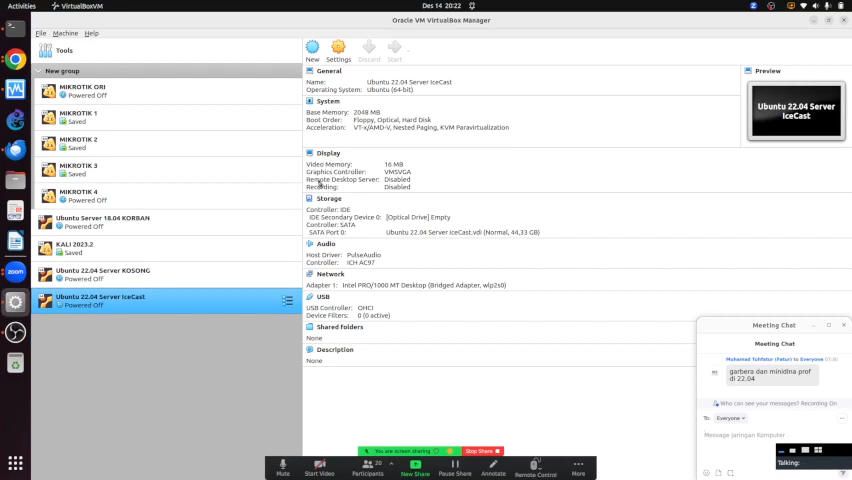 Activities VirtualBoxVM Des 14 20:22
Oracle VM VirtualBox Manager
File Machine Help
Tools
New group
MIKROTIK ORI
Powered Off
MIKROTIK 1
Saved
MIKROTIK 2
Saved
MIKROTIK 3
Saved
MIKROTIK 4
Powered Off
Ubuntu Server 18.04 KORBAN
Powered Off
KALI 2023.2
Saved
Ubuntu 22.04 Server KOSONG
Powered Off
Ubuntu 22.04 Server IceCast
Powered Off
New Settings Discard Start
General
Name: Ubuntu 22.04 Server IceCast
Operating System: Ubuntu (64-bit)
System
Base Memory: 2048 MB
Boot Order: Floppy, Optical, Hard Disk
Acceleration: VT-x/AMD-V, Nested Paging, KVM Paravirtualization
Display
Video Memory: 16 MB
Graphics Controller: VMSVGA
Remote Desktop Server: Disabled
Recording: Disabled
Storage
Controller: IDE
IDE Secondary Device 0: [Optical Drive] Empty
Controller: SATA
SATA Port 0: Ubuntu 22.04 Server IceCast.vdi (Normal, 44,33 GB)
Audio
Host Driver: PulseAudio
Controller: ICH AC97
Network
Adapter 1: Intel PRO/1000 MT Desktop (Bridged Adapter, wlp2s0)
USB
USB Controller: OHCI
Device Filters: 0 (0 active)
Shared Folders
None
Description
None
Preview
Ubuntu 22.04 Server
IceCast
Meeting Chat
Meeting Chat
Muhamad Tohfatur (Fatur) to Everyone
garbera dan minidina prof
di 22.04
Who can see your messages? Recording On
To: Everyone
Message Jaringan Komputer
Talking:
You are screen sharing Stop Share
Mute Start Video Participants 20 New Share Pause Share Annotate Remote Control More
zoom